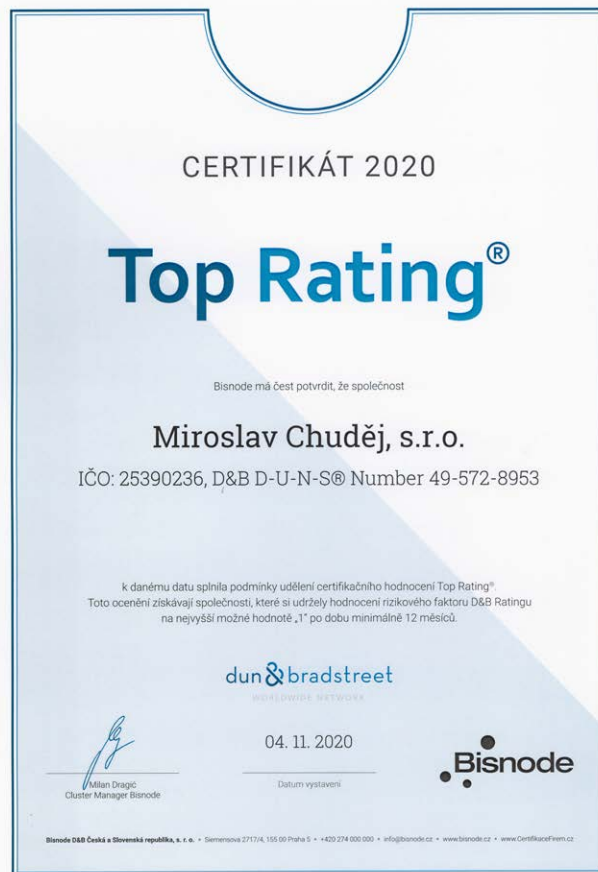 CERTIFIKÁT 2020
Top Rating®
Bisnode má čest potvrdit, že společnost
Miroslav Chuděj, s.r.o.
IČO: 25390236, D&B D-U-N-S® Number 49-572-8953
k danému datu splnila podmínky udělení certifikačního hodnocení Top Rating®.
Toto ocenění získávají společnosti, které si udržely hodnocení rizikového faktoru D&B Ratingu
na nejvyšší možné hodnotě „1" po dobu minimálně 12 měsíců.
dun & bradstreet
WORLDWIDE NETWORK
04. 11. 2020
Milan Dragić
Cluster Manager Bisnode
Datum vystavení
Bisnode
Bisnode D&B Česká a Slovenská republika, s. r. o. • Siemensova 2717/4, 155 00 Praha 5 • +420 274 000 000 • info@bisnode.cz • www.bisnode.cz • www.CertifikaceFirem.cz